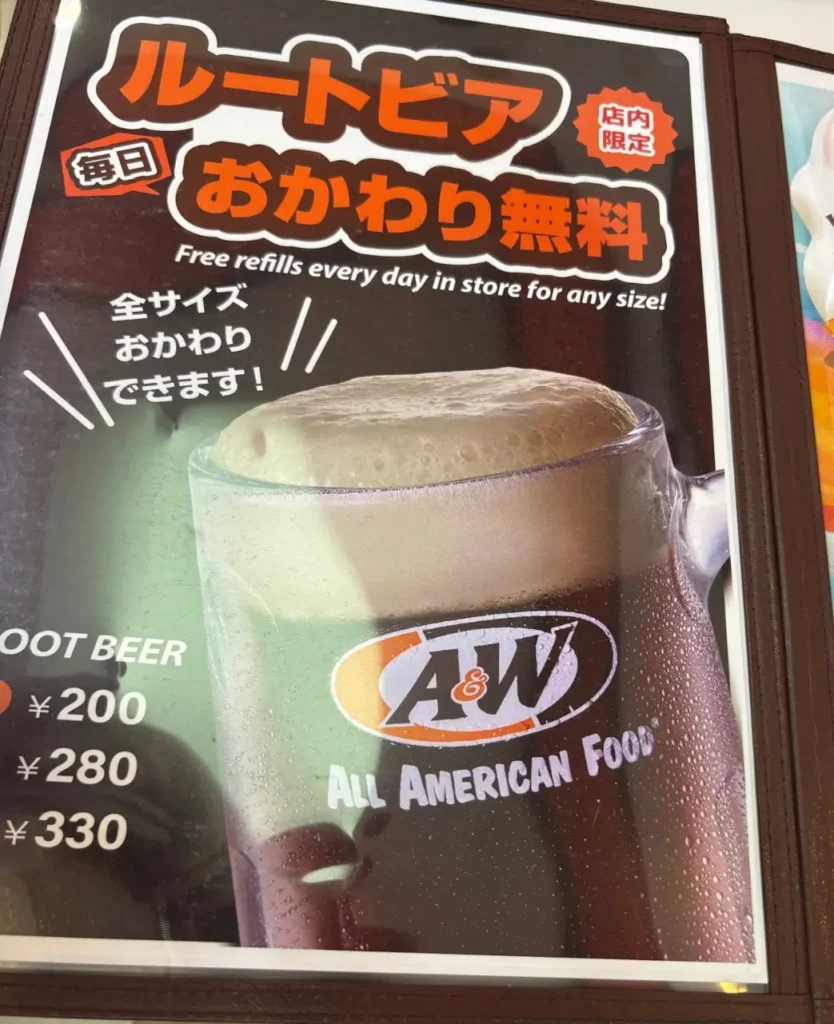 ルートビア
店内
限定
毎日
おかわり無料
Free refills every day in store for any size!
全サイズ
おかわり
できます!
OOT BEER
¥200
¥280
¥330
A&W
ALL AMERICAN FOOD